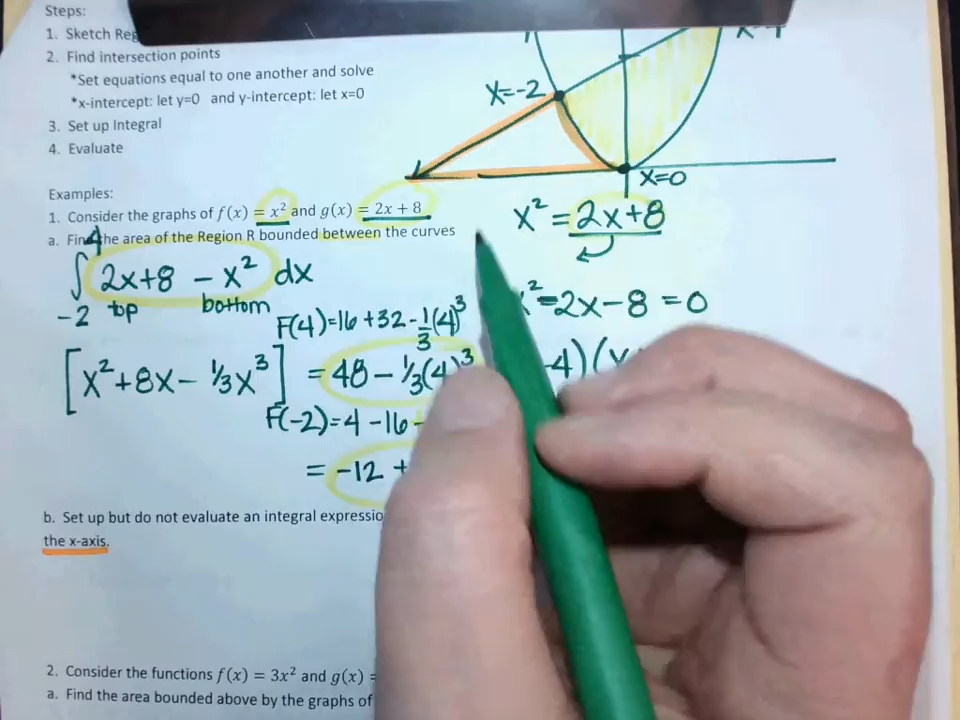 Steps:
1. Sketch Reg
2. Find intersection points
*Set equations equal to one another and solve
*x-intercept: let y=0 and y-intercept: let x=0
3. Set up Integral
4. Evaluate
x=-2
x=0
Examples:
1. Consider the graphs of f(x) = x² and g(x) = 2x + 8
a. Find the area of the Region R bounded between the curves
x² = 2x+8
4
∫ 2x+8 - x² dx
-2 top bottom
x² - 2x - 8 = 0
F(4)=16+32-⅓(4)³
-4)(x
[x²+8x-⅓x³] = 48-⅓(4)³
F(-2)=4-16-
= -12 +
b. Set up but do not evaluate an integral expressio
the x-axis.
2. Consider the functions f(x) = 3x² and g(x) =
a. Find the area bounded above by the graphs of